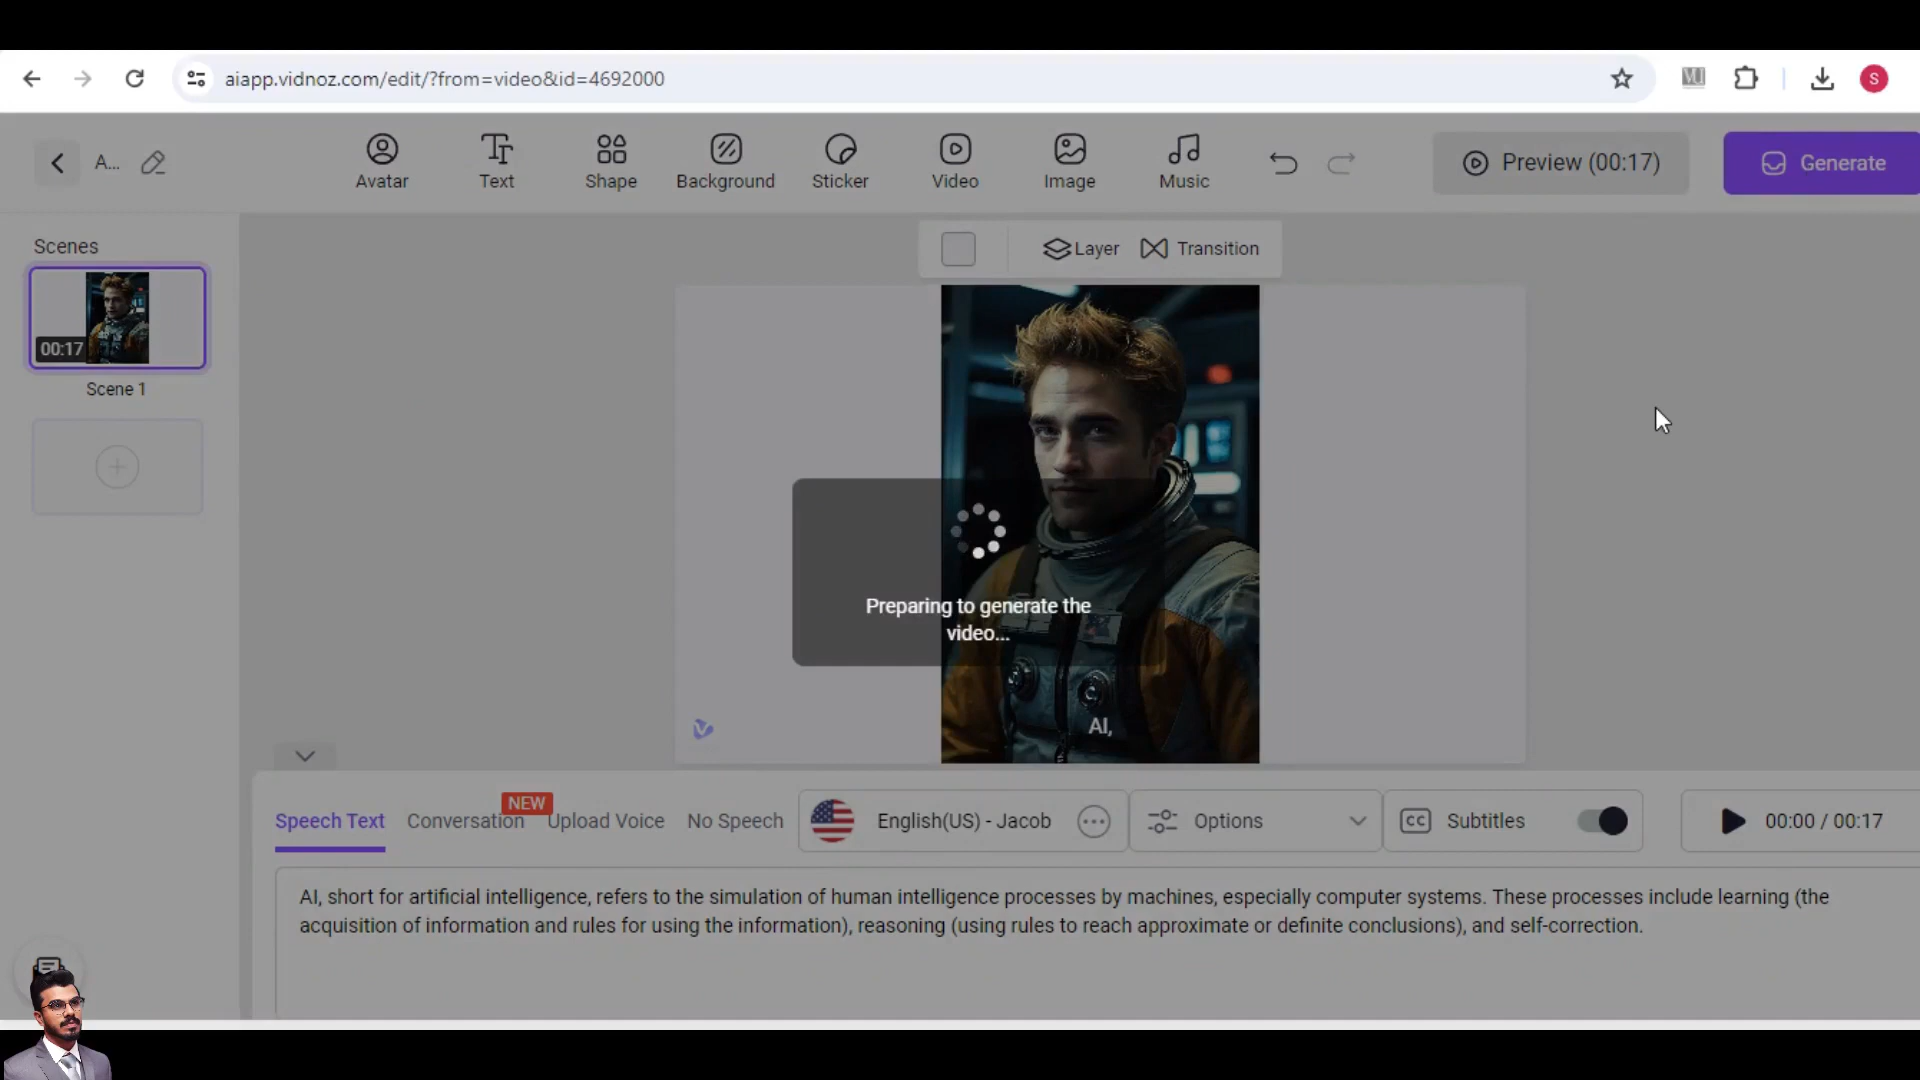 aiapp.vidnoz.com/edit/?from=video&id=4692000
S
A...
Avatar
Text
Shape
Background
Sticker
Video
Image
Music
Preview (00:17)
Generate
Scenes
Layer
Transition
00:17
Scene 1
Preparing to generate the
video...
AI,
NEW
Speech Text
Conversation
Upload Voice
No Speech
English(US) - Jacob
Options
CC
Subtitles
00:00 / 00:17
AI, short for artificial intelligence, refers to the simulation of human intelligence processes by machines, especially computer systems. These processes include learning (the
acquisition of information and rules for using the information), reasoning (using rules to reach approximate or definite conclusions), and self-correction.